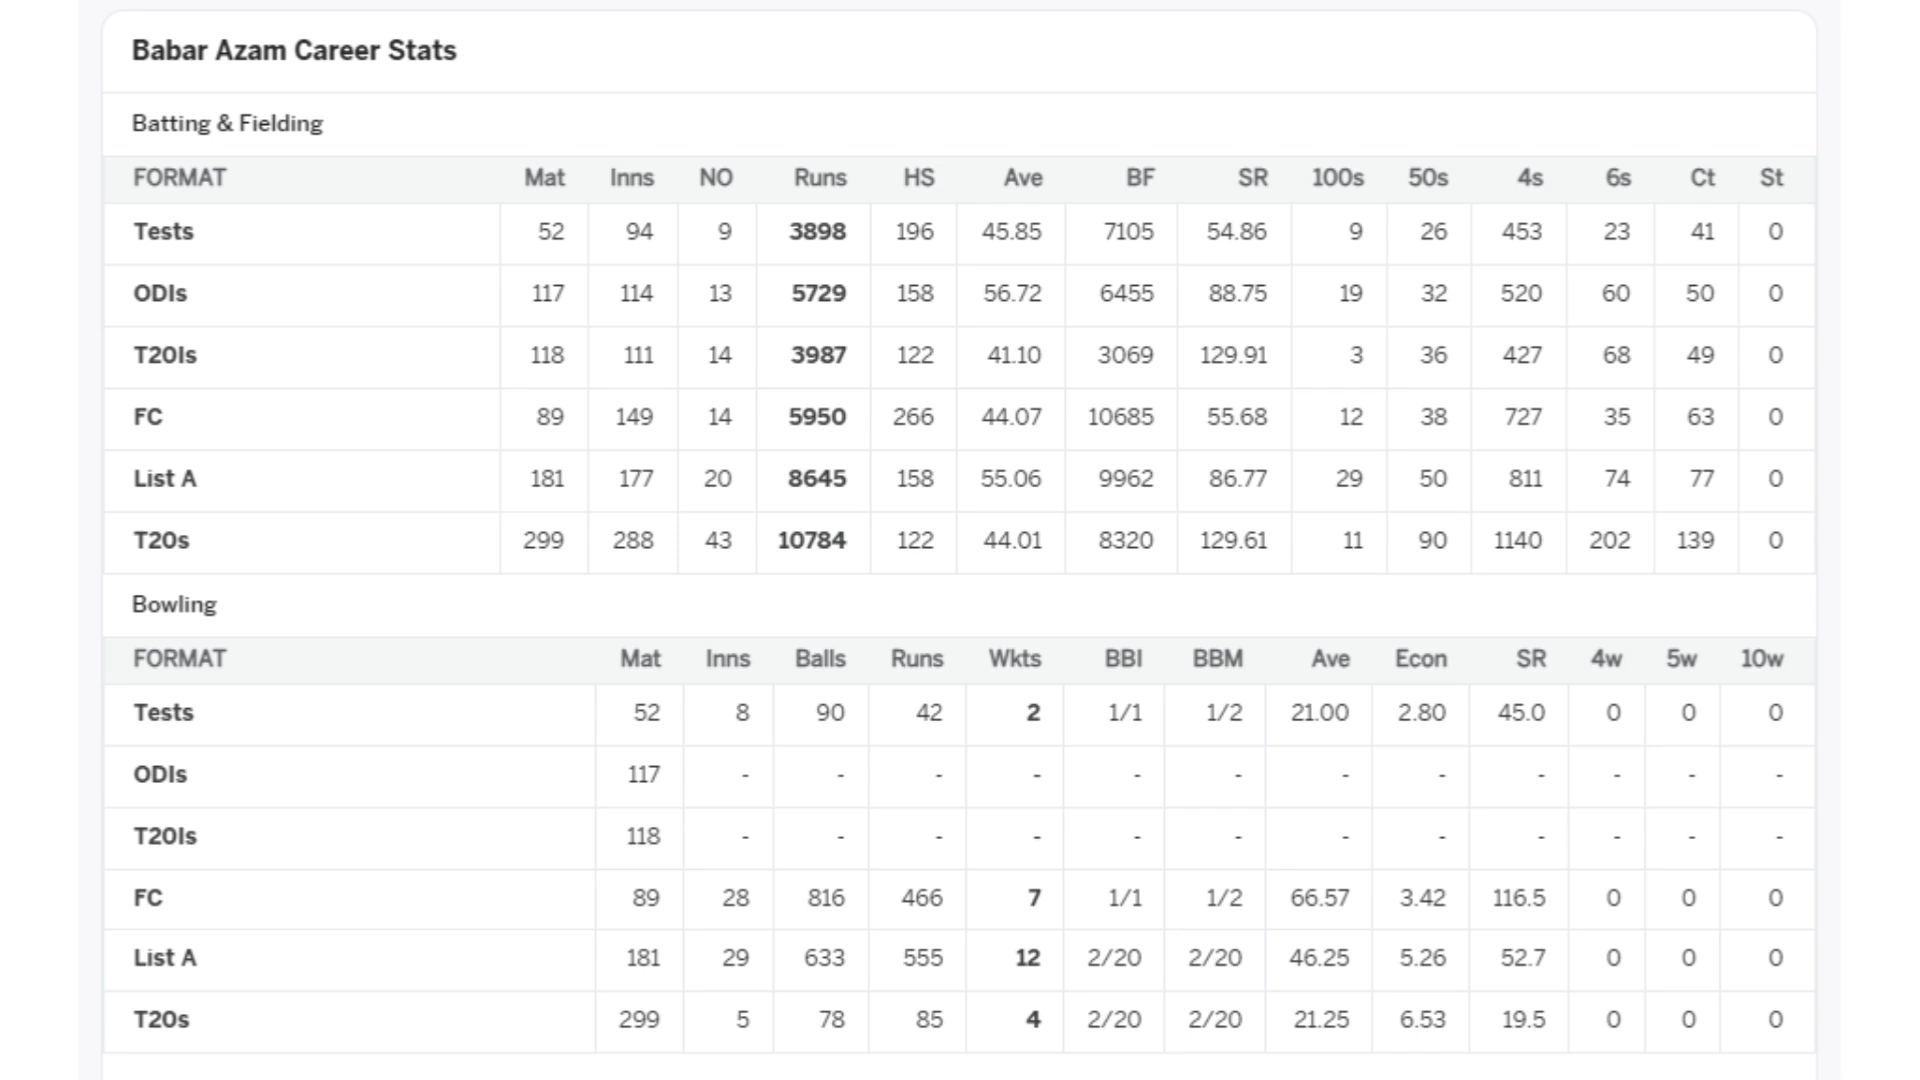 Babar Azam Career Stats
Batting & Fielding
FORMAT Mat Inns NO Runs HS Ave BF SR 100s 50s 4s 6s Ct St
Tests 52 94 9 3898 196 45.85 7105 54.86 9 26 453 23 41 0
ODIs 117 114 13 5729 158 56.72 6455 88.75 19 32 520 60 50 0
T20Is 118 111 14 3987 122 41.10 3069 129.91 3 36 427 68 49 0
FC 89 149 14 5950 266 44.07 10685 55.68 12 38 727 35 63 0
List A 181 177 20 8645 158 55.06 9962 86.77 29 50 811 74 77 0
T20s 299 288 43 10784 122 44.01 8320 129.61 11 90 1140 202 139 0
Bowling
FORMAT Mat Inns Balls Runs Wkts BBI BBM Ave Econ SR 4w 5w 10w
Tests 52 8 90 42 2 1/1 1/2 21.00 2.80 45.0 0 0 0
ODIs 117 - - - - - - - - - - - -
T20Is 118 - - - - - - - - - - - -
FC 89 28 816 466 7 1/1 1/2 66.57 3.42 116.5 0 0 0
List A 181 29 633 555 12 2/20 2/20 46.25 5.26 52.7 0 0 0
T20s 299 5 78 85 4 2/20 2/20 21.25 6.53 19.5 0 0 0